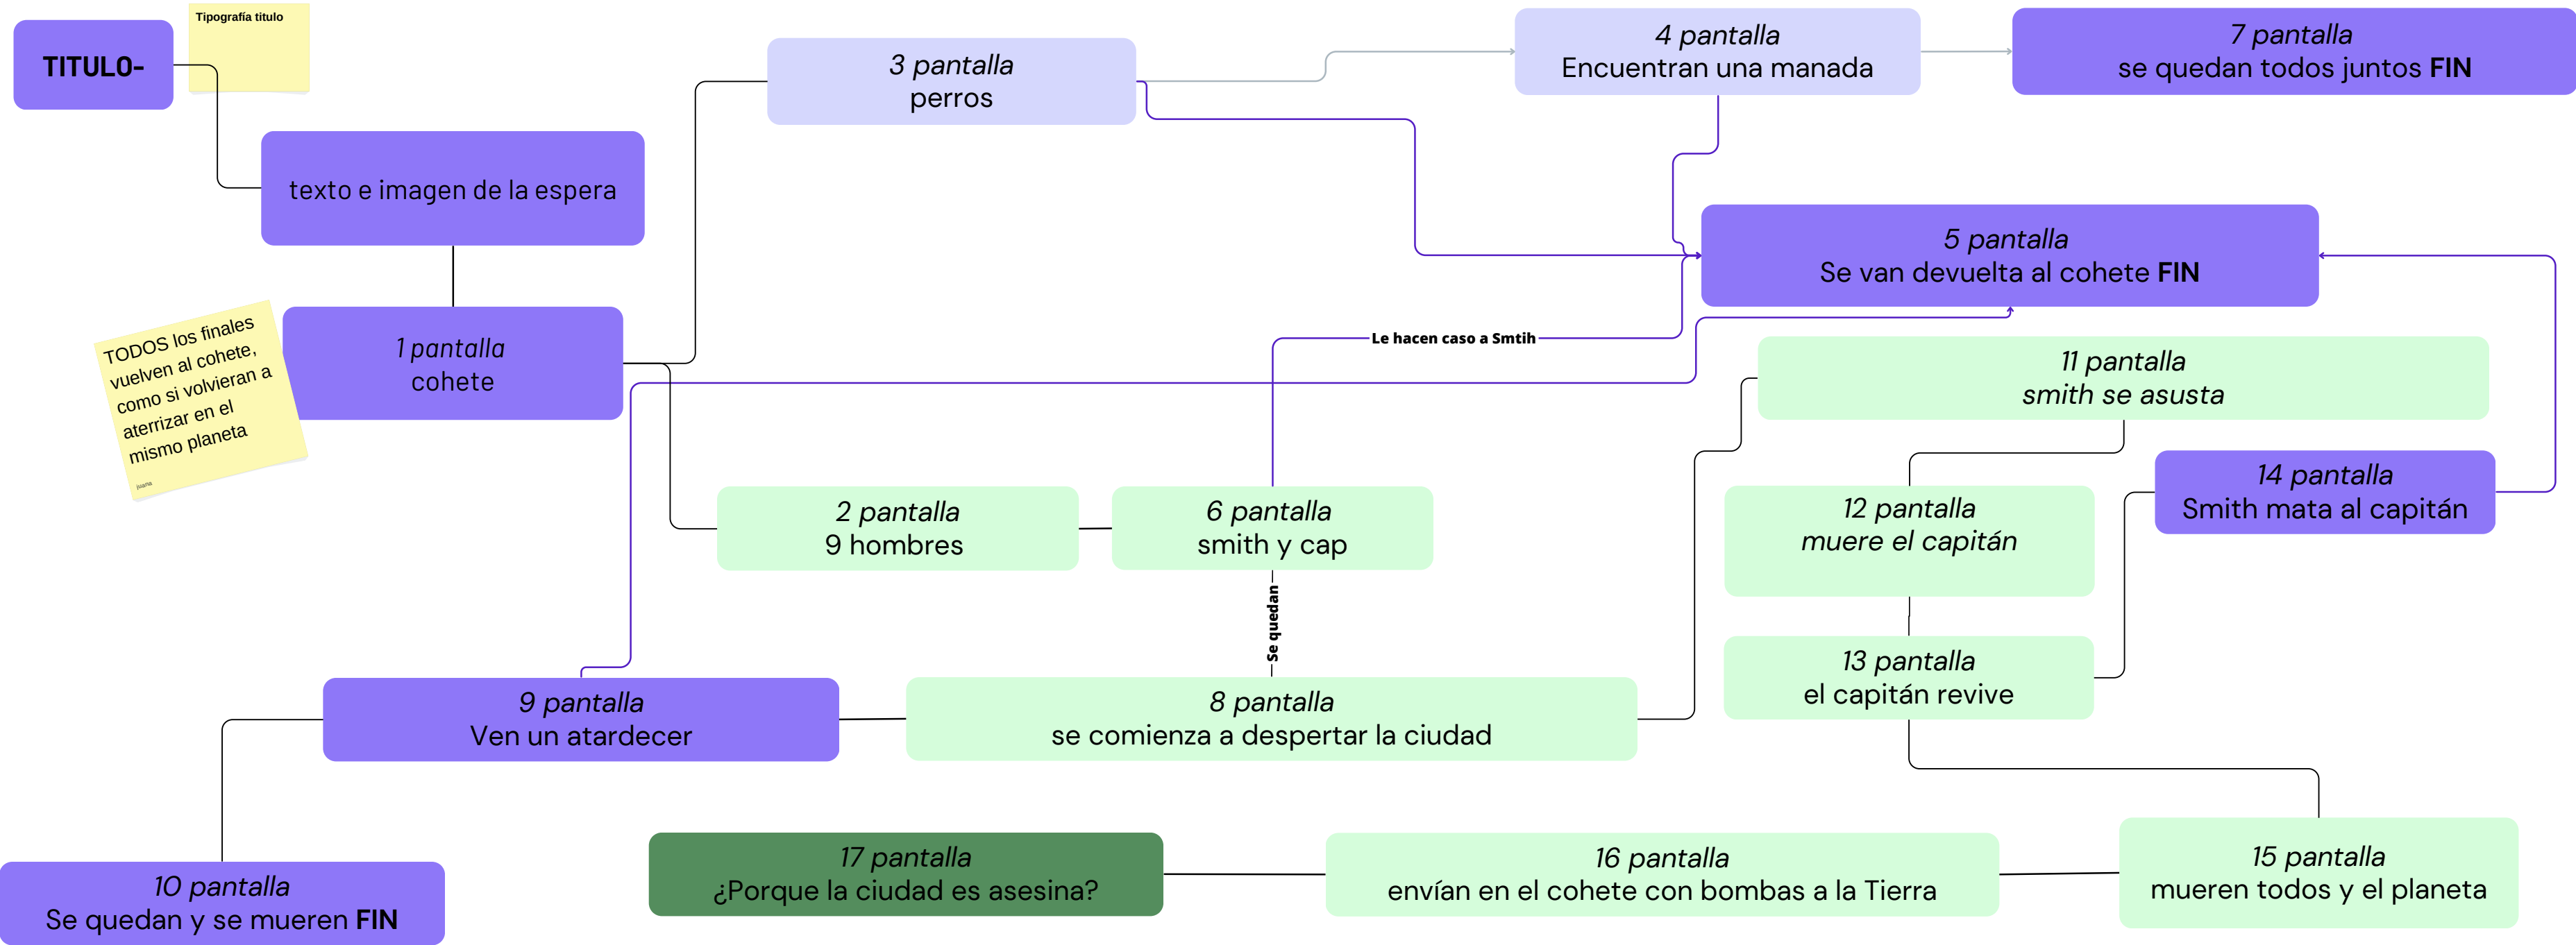 TITULO-
Tipografía titulo
texto e imagen de la espera
1 pantalla
cohete
TODOS los finales
vuelven al cohete,
como si volvieran a
aterrizar en el
mismo planeta
juana
3 pantalla
perros
4 pantalla
Encuentran una manada
7 pantalla
se quedan todos juntos FIN
5 pantalla
Se van devuelta al cohete FIN
Le hacen caso a Smtih
11 pantalla
smith se asusta
2 pantalla
9 hombres
6 pantalla
smith y cap
12 pantalla
muere el capitán
14 pantalla
Smith mata al capitán
Se quedan
13 pantalla
el capitán revive
9 pantalla
Ven un atardecer
8 pantalla
se comienza a despertar la ciudad
10 pantalla
Se quedan y se mueren FIN
17 pantalla
¿Porque la ciudad es asesina?
16 pantalla
envían en el cohete con bombas a la Tierra
15 pantalla
mueren todos y el planeta